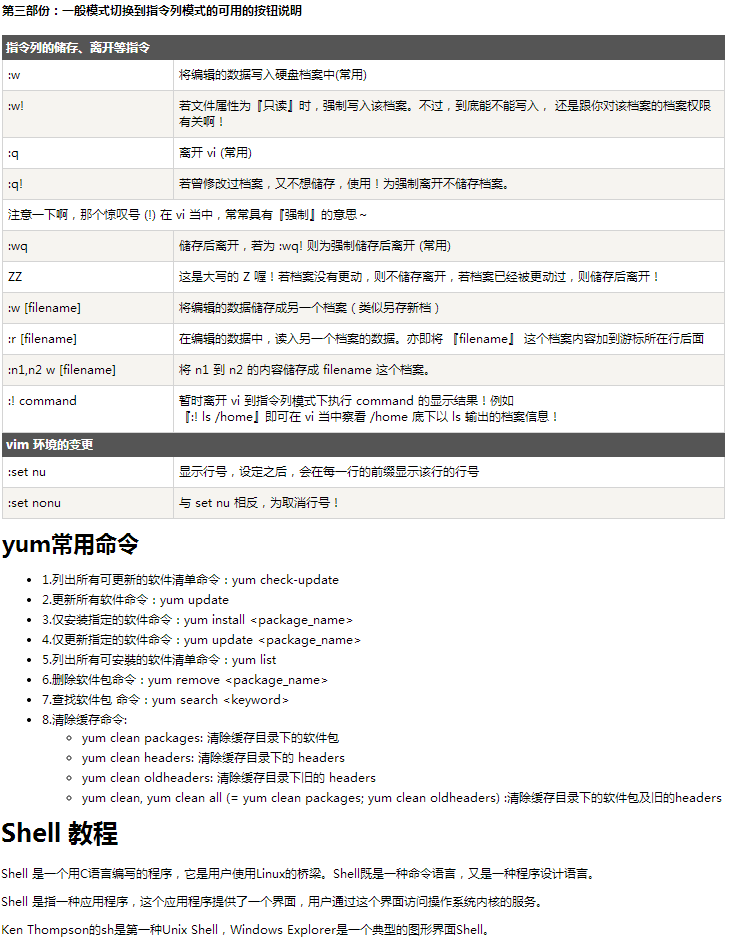 第三部份：一般模式切换到指令列模式的可用的按钮说明
指令列的储存、离开等指令
:w 将编辑的数据写入硬盘档案中(常用)
:w! 若文件属性为『只读』时，强制写入该档案。不过，到底能不能写入， 还是跟你对该档案的档案权限
有关啊！
:q 离开 vi (常用)
:q! 若曾修改过档案，又不想储存，使用！为强制离开不储存档案。
注意一下啊，那个惊叹号 (!) 在 vi 当中，常常具有『强制』的意思～
:wq 储存后离开，若为 :wq! 则为强制储存后离开 (常用)
ZZ 这是大写的 Z 喔！若档案没有更动，则不储存离开，若档案已经被更动过，则储存后离开！
:w [filename] 将编辑的数据储存成另一个档案（类似另存新档）
:r [filename] 在编辑的数据中，读入另一个档案的数据。亦即将 『filename』 这个档案内容加到游标所在行后面
:n1,n2 w [filename] 将 n1 到 n2 的内容储存成 filename 这个档案。
:! command 暂时离开 vi 到指令列模式下执行 command 的显示结果！例如
『:! ls /home』即可在 vi 当中察看 /home 底下以 ls 输出的档案信息！
vim 环境的变更
:set nu 显示行号，设定之后，会在每一行的前缀显示该行的行号
:set nonu 与 set nu 相反，为取消行号！
yum常用命令
• 1.列出所有可更新的软件清单命令：yum check-update
• 2.更新所有软件命令：yum update
• 3.仅安装指定的软件命令：yum install <package_name>
• 4.仅更新指定的软件命令：yum update <package_name>
• 5.列出所有可安裝的软件清单命令：yum list
• 6.删除软件包命令：yum remove <package_name>
• 7.查找软件包 命令：yum search <keyword>
• 8.清除缓存命令:
◦ yum clean packages: 清除缓存目录下的软件包
◦ yum clean headers: 清除缓存目录下的 headers
◦ yum clean oldheaders: 清除缓存目录下旧的 headers
◦ yum clean, yum clean all (= yum clean packages; yum clean oldheaders) :清除缓存目录下的软件包及旧的headers
Shell 教程
Shell 是一个用C语言编写的程序，它是用户使用Linux的桥梁。Shell既是一种命令语言，又是一种程序设计语言。
Shell 是指一种应用程序，这个应用程序提供了一个界面，用户通过这个界面访问操作系统内核的服务。
Ken Thompson的sh是第一种Unix Shell，Windows Explorer是一个典型的图形界面Shell。